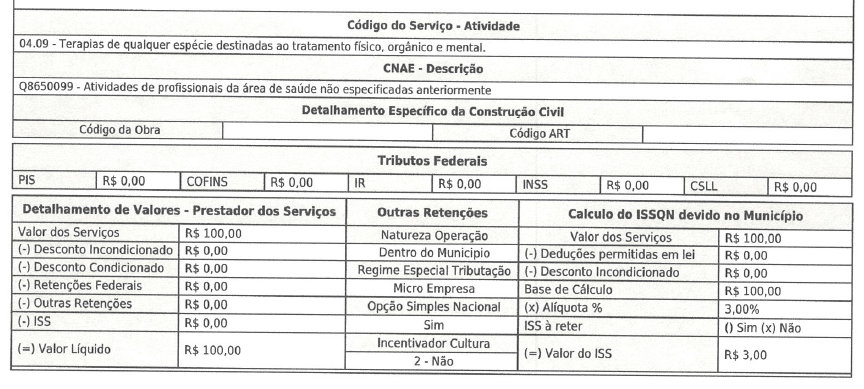 Código do Serviço - Atividade
04.09 - Terapias de qualquer espécie destinadas ao tratamento físico, orgânico e mental.
CNAE - Descrição
Q8650099 - Atividades de profissionais da área de saúde não especificadas anteriormente
Detalhamento Específico da Construção Civil
Código da Obra Código ART
Tributos Federais
PIS R$ 0,00 COFINS R$ 0,00 IR R$ 0,00 INSS R$ 0,00 CSLL R$ 0,00
Detalhamento de Valores - Prestador dos Serviços Outras Retenções Calculo do ISSQN devido no Município
Valor dos Serviços R$ 100,00 Natureza Operação Valor dos Serviços R$ 100,00
(-) Desconto Incondicionado R$ 0,00 Dentro do Municipio (-) Deduções permitidas em lei R$ 0,00
(-) Desconto Condicionado R$ 0,00 Regime Especial Tributação (-) Desconto Incondicionado R$ 0,00
(-) Retenções Federais R$ 0,00 Micro Empresa Base de Cálculo R$ 100,00
(-) Outras Retenções R$ 0,00 Opção Simples Nacional (x) Alíquota % 3,00%
(-) ISS R$ 0,00 Sim ISS à reter () Sim (x) Não
(=) Valor Líquido R$ 100,00 Incentivador Cultura (=) Valor do ISS R$ 3,00
2 - Não